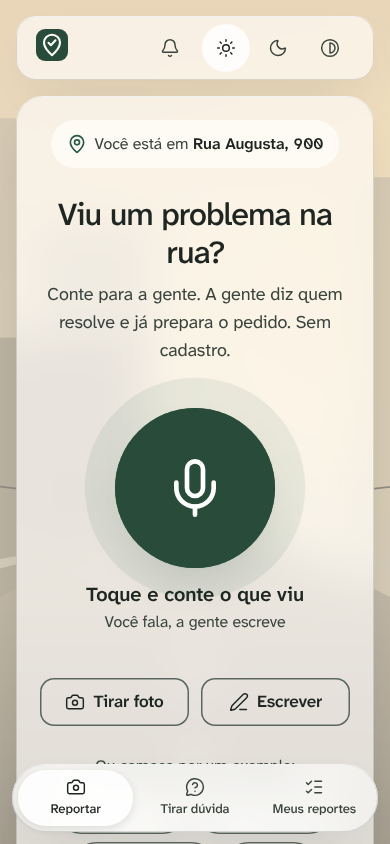 Você está em Rua Augusta, 900
Viu um problema na
rua?
Conte para a gente. A gente diz quem
resolve e já prepara o pedido. Sem
cadastro.
Toque e conte o que viu
Você fala, a gente escreve
Tirar foto
Escrever
Reportar
Tirar dúvida
Meus reportes